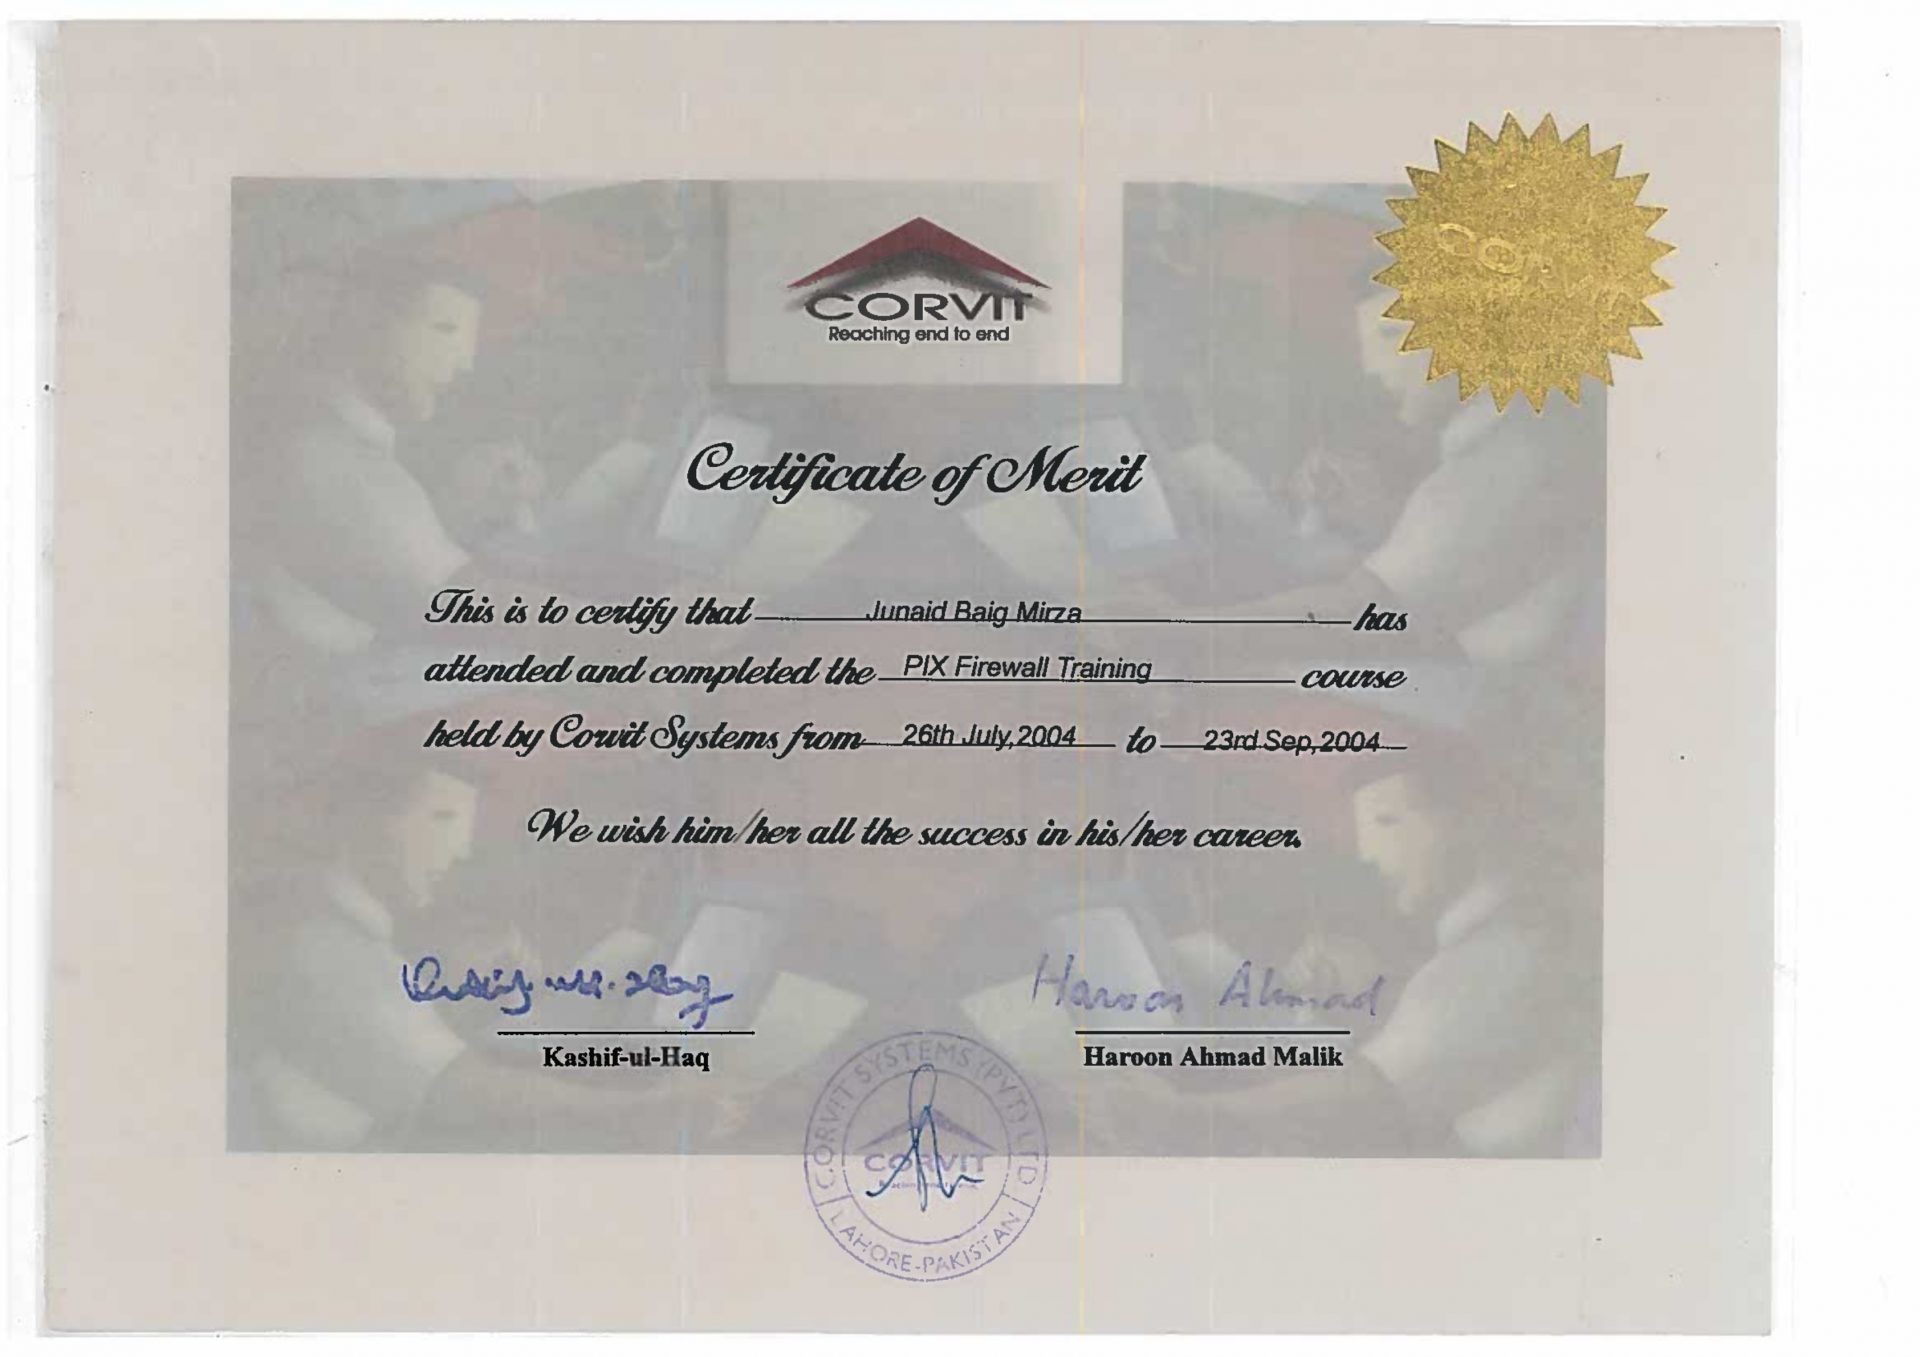 CORVIT
Reaching end to end
Certificate of Merit
This is to certify that Junaid Baig Mirza has
attended and completed the PIX Firewall Training course
held by Corvit Systems from 26th July,2004 to 23rd Sep,2004
We wish him/her all the success in his/her career.
Kashif-ul-Haq
Haroon Ahmad
Kashif-ul-Haq
Haroon Ahmad Malik
CORVIT SYSTEMS (PVT) LTD
CORVIT
LAHORE-PAKISTAN